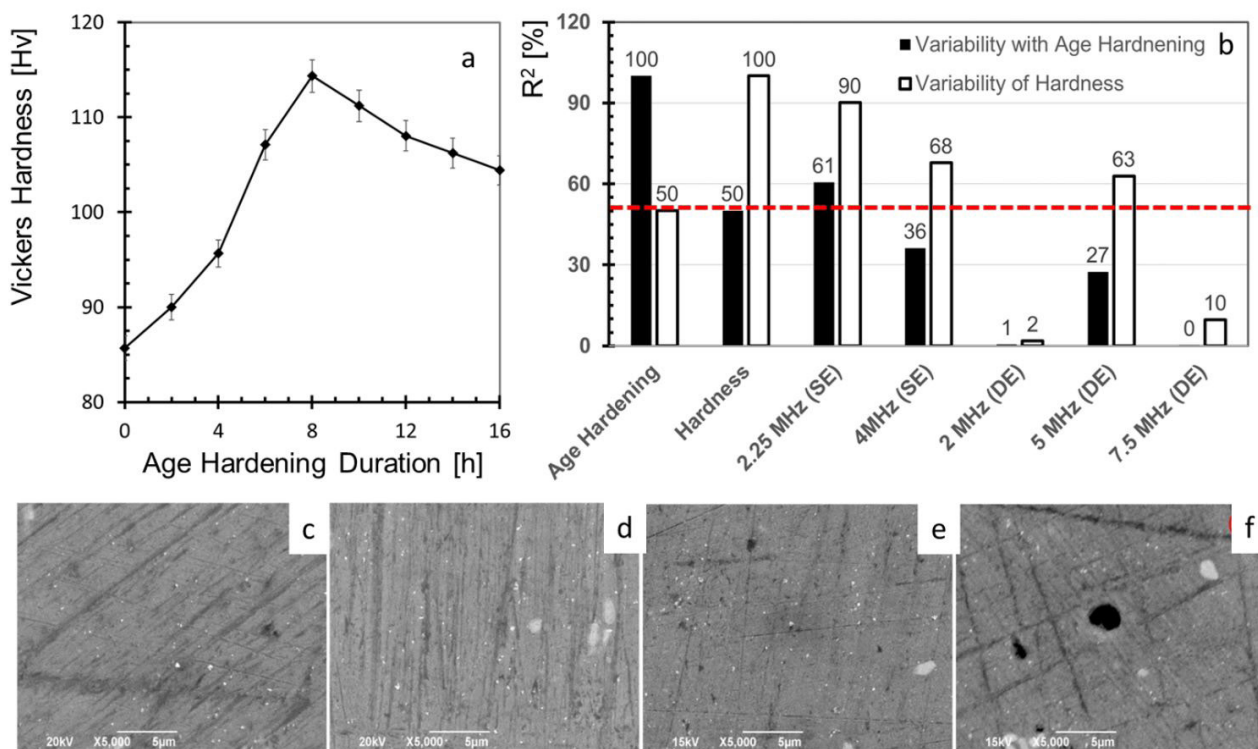 a
Vickers Hardness [Hv]
120
110
100
90
80
0
4
8
12
16
Age Hardening Duration [h]
b
R² [%]
120
90
60
30
0
Variability with Age Hardnening
Variability of Hardness
100
50
50
100
61
90
36
68
1
2
27
63
0
10
Age Hardening
Hardness
2.25 MHz (SE)
4MHz (SE)
2 MHz (DE)
5 MHz (DE)
7.5 MHz (DE)
c
20kV X5,000 5μm
d
20kV X5,000 5μm
e
15kV X5,000 5μm
f
15kV X5,000 5μm